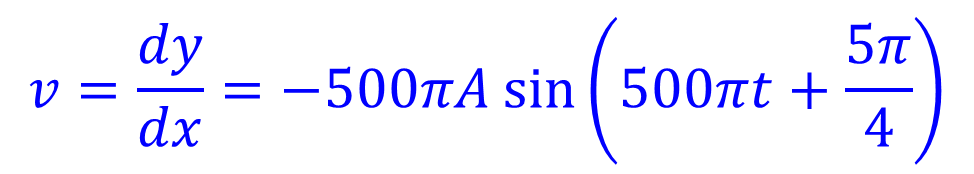 v = dy/dx = −500πA sin(500πt + 5π/4)